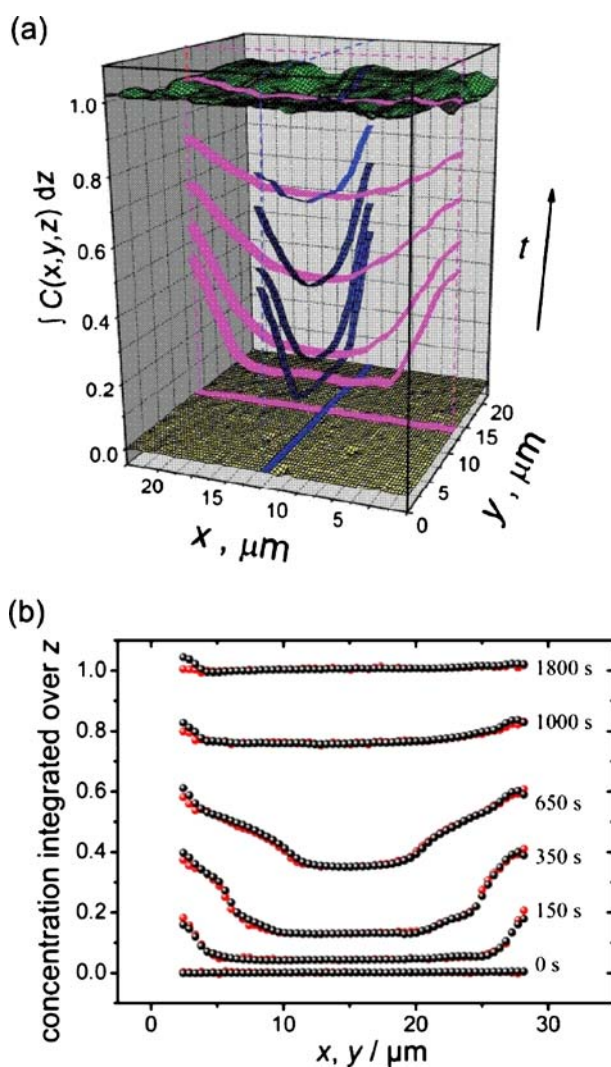 (a)
1.0
0.8
0.6
0.4
0.2
0.0
∫ C(x,y,z) dz
t
20
15
10
5
x , μm
0
5
10
15
20
y , μm
(b)
concentration integrated over z
1.0
0.8
0.6
0.4
0.2
0.0
1800 s
1000 s
650 s
350 s
150 s
0 s
0
10
20
30
x, y / μm